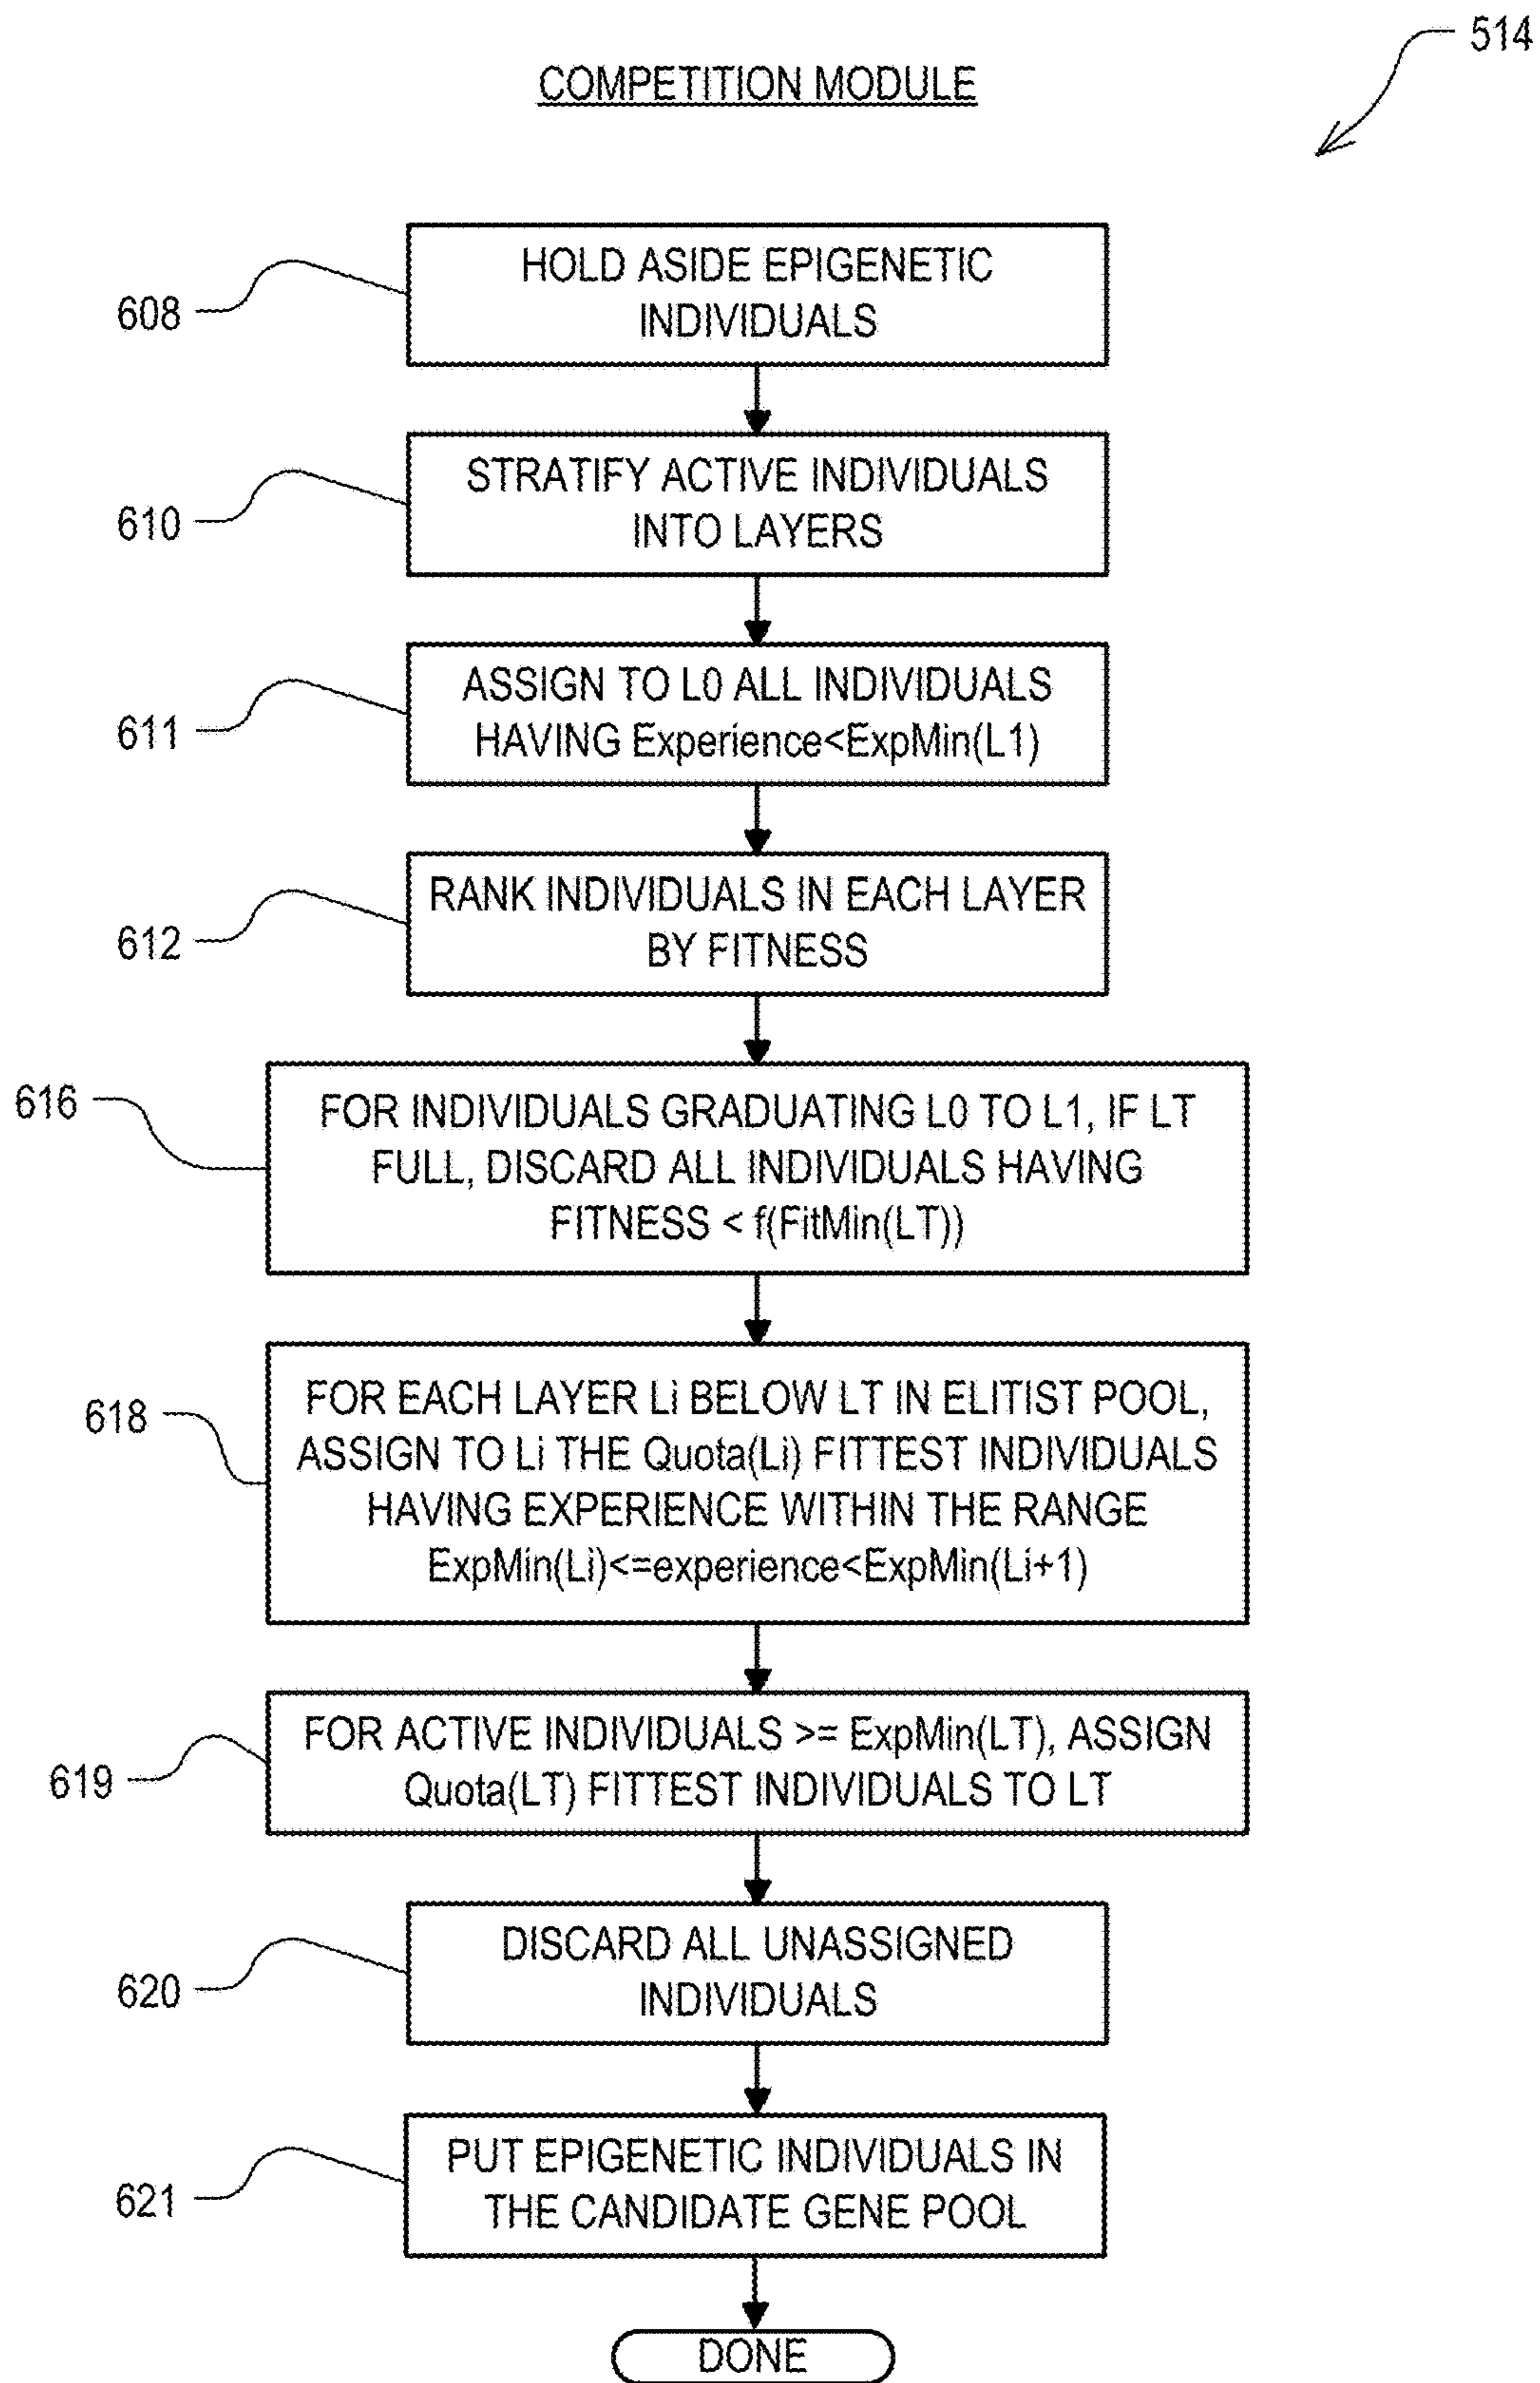 514
COMPETITION MODULE
HOLD ASIDE EPIGENETIC
INDIVIDUALS
608
STRATIFY ACTIVE INDIVIDUALS
INTO LAYERS
610
ASSIGN TO L0 ALL INDIVIDUALS
HAVING Experience<ExpMin(L1)
611
RANK INDIVIDUALS IN EACH LAYER
BY FITNESS
612
616
FOR INDIVIDUALS GRADUATING L0 TO L1, IF LT
FULL, DISCARD ALL INDIVIDUALS HAVING
FITNESS < f(FitMin(LT))
618
FOR EACH LAYER Li BELOW LT IN ELITIST POOL,
ASSIGN TO Li THE Quota(Li) FITTEST INDIVIDUALS
HAVING EXPERIENCE WITHIN THE RANGE
ExpMin(Li)<=experience<ExpMin(Li+1)
619
FOR ACTIVE INDIVIDUALS >= ExpMin(LT), ASSIGN
Quota(LT) FITTEST INDIVIDUALS TO LT
DISCARD ALL UNASSIGNED
INDIVIDUALS
620
PUT EPIGENETIC INDIVIDUALS IN
THE CANDIDATE GENE POOL
621
DONE